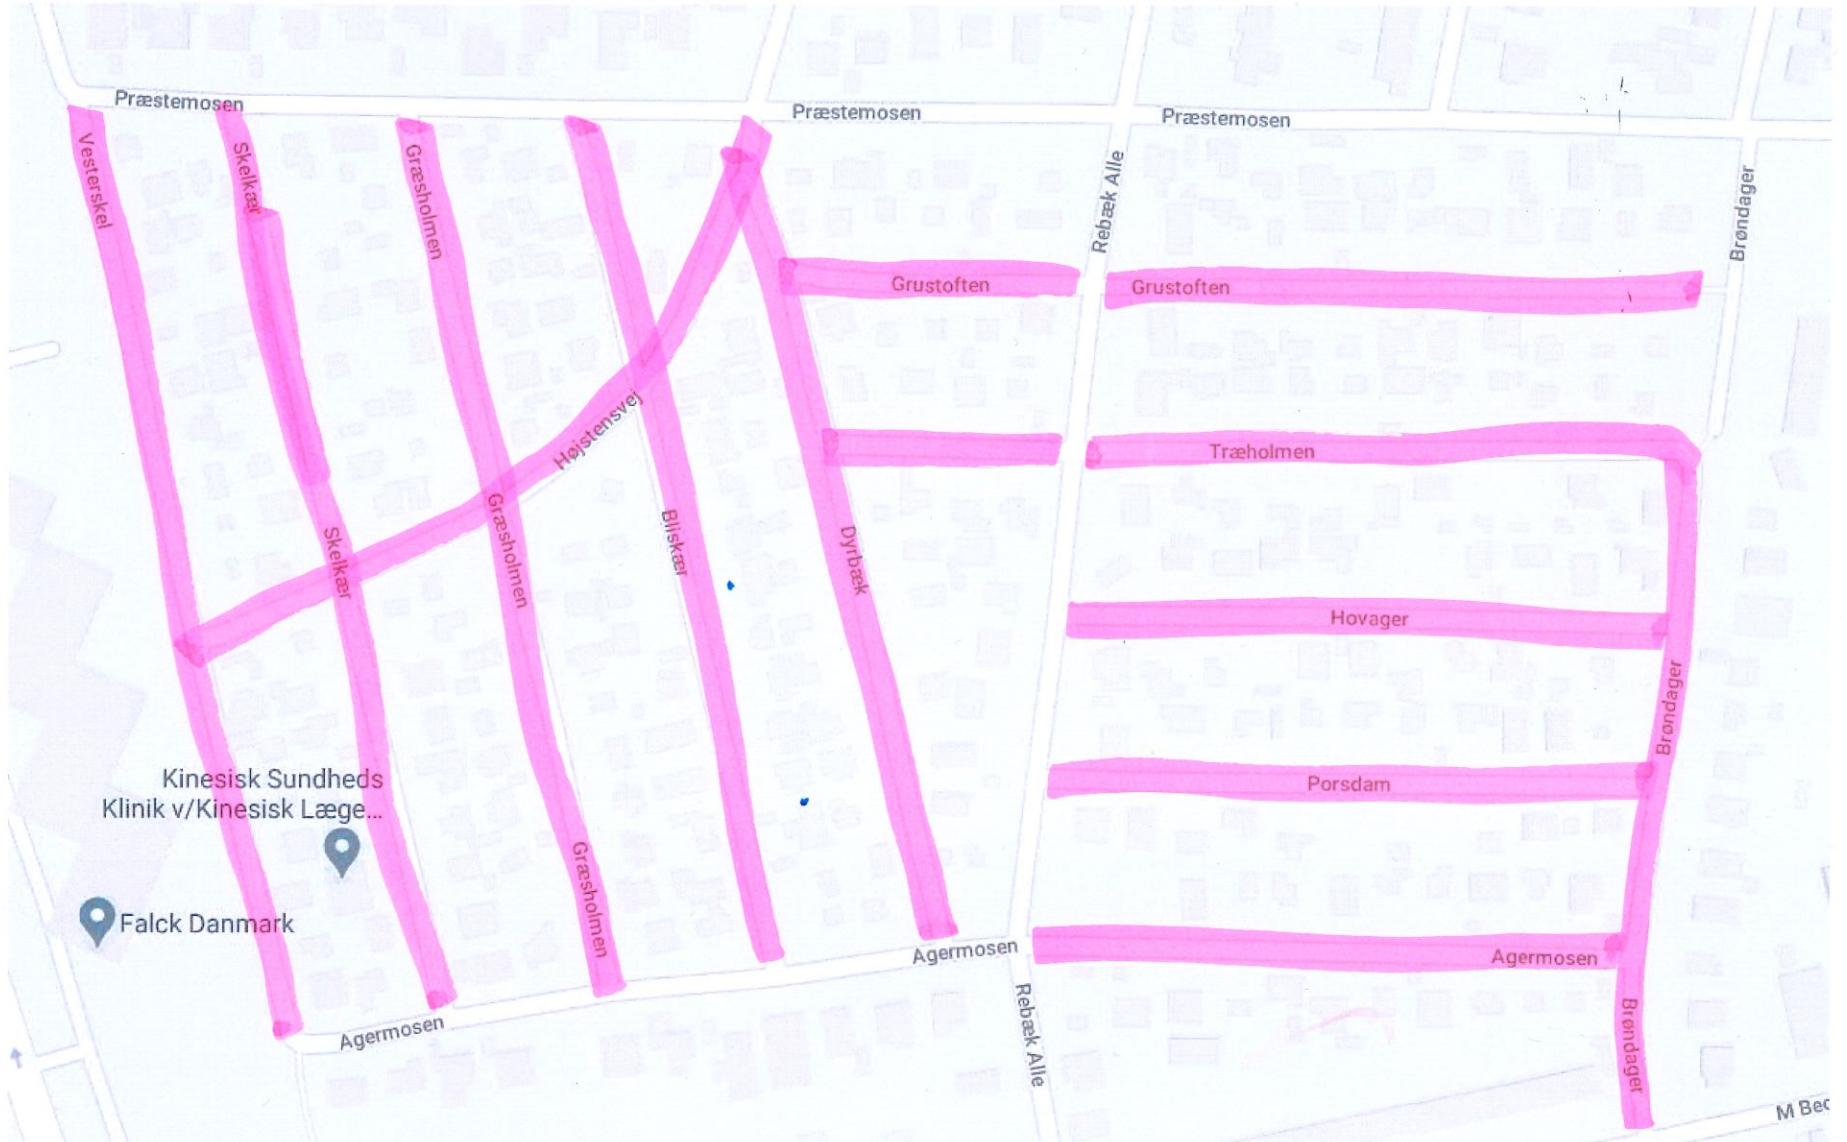 Præstemosen
Præstemosen
Præstemosen
Vesterskel
Skelkær
Græsholmen
Rebæk Alle
Brøndager
Grustoften
Grustoften
Højstensvej
Træholmen
Græsholmen
Skelkær
Bliskær
Dyrbæk
Hovager
Brøndager
Kinesisk Sundheds
Klinik v/Kinesisk Læge...
Porsdam
Græsholmen
Falck Danmark
Agermosen
Agermosen
Agermosen
Rebæk Alle
Brøndager
M Bec